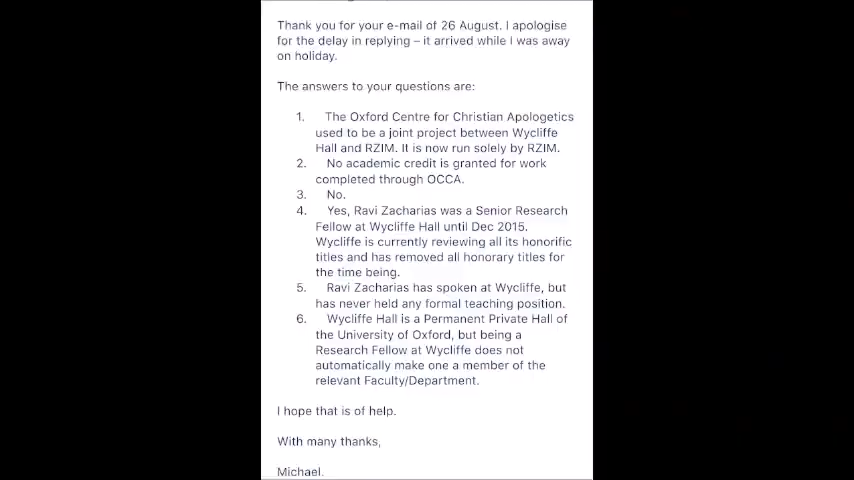 Thank you for your e-mail of 26 August. I apologise
for the delay in replying – it arrived while I was away
on holiday.
The answers to your questions are:
1. The Oxford Centre for Christian Apologetics
used to be a joint project between Wycliffe
Hall and RZIM. It is now run solely by RZIM.
2. No academic credit is granted for work
completed through OCCA.
3. No.
4. Yes, Ravi Zacharias was a Senior Research
Fellow at Wycliffe Hall until Dec 2015.
Wycliffe is currently reviewing all its honorific
titles and has removed all honorary titles for
the time being.
5. Ravi Zacharias has spoken at Wycliffe, but
has never held any formal teaching position.
6. Wycliffe Hall is a Permanent Private Hall of
the University of Oxford, but being a
Research Fellow at Wycliffe does not
automatically make one a member of the
relevant Faculty/Department.
I hope that is of help.
With many thanks,
Michael.